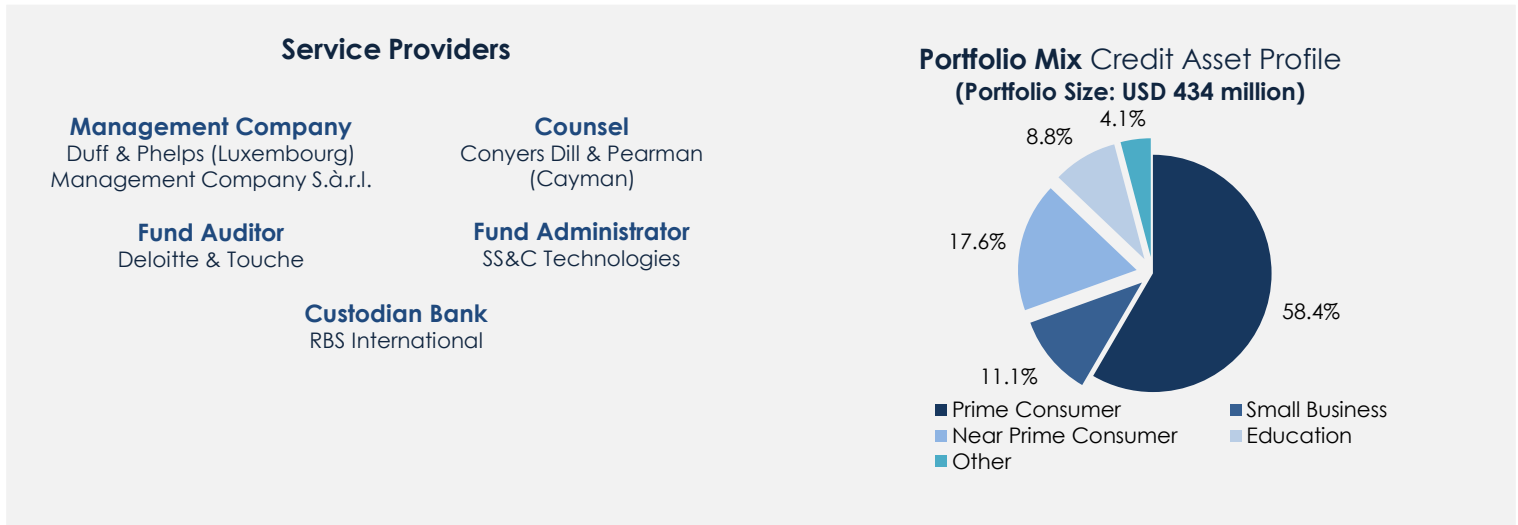 Service Providers
Management Company
Duff & Phelps (Luxembourg)
Management Company S.à.r.l.
Counsel
Conyers Dill & Pearman
(Cayman)
Fund Auditor
Deloitte & Touche
Fund Administrator
SS&C Technologies
Custodian Bank
RBS International
Portfolio Mix Credit Asset Profile
(Portfolio Size: USD 434 million)
4.1%
8.8%
17.6%
58.4%
11.1%
Prime Consumer
Small Business
Near Prime Consumer
Education
Other